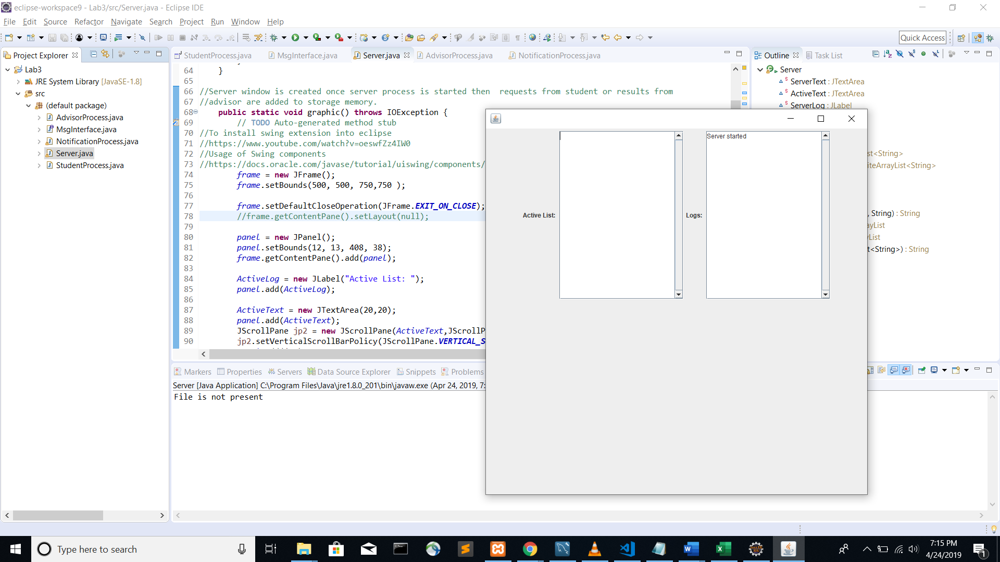 eclipse-workspace9 - Lab3/src/Server.java - Eclipse IDE
File Edit Source Refactor Navigate Search Project Run Window Help
Quick Access
Project Explorer
StudentProcess.java MsgInterface.java Server.java AdvisorProcess.java NotificationProcess.java
Outline Task List
Lab3
JRE System Library [JavaSE-1.8]
src
(default package)
AdvisorProcess.java
MsgInterface.java
NotificationProcess.java
Server.java
StudentProcess.java
64 }
65
66 //Server window is created once server process is started then  requests from student or results from
67 //advisor are added to storage memory.
68 public static void graphic() throws IOException {
69 // TODO Auto-generated method stub
70 //To install swing extension into eclipse
71 //https://www.youtube.com/watch?v=oeswfZz4IW0
72 //Usage of Swing components
73 //https://docs.oracle.com/javase/tutorial/uiswing/components/
74 frame = new JFrame();
75 frame.setBounds(500, 500, 750,750 );
76
77 frame.setDefaultCloseOperation(JFrame.EXIT_ON_CLOSE);
78 //frame.getContentPane().setLayout(null);
79
80 panel = new JPanel();
81 panel.setBounds(12, 13, 408, 38);
82 frame.getContentPane().add(panel);
83
84 ActiveLog = new JLabel("Active List: ");
85 panel.add(ActiveLog);
86
87 ActiveText = new JTextArea(20,20);
88 panel.add(ActiveText);
89 JScrollPane jp2 = new JScrollPane(ActiveText,JScrollP
90 jp2.setVerticalScrollBarPolicy(JScrollPane.VERTICAL_S
Server
ServerText : JTextArea
ActiveText : JTextArea
ServerLog : JLabel
st<String>
iteArrayList<String>
, String) : String
ayList
yList
t<String>) : String
Server started
Active List:
Logs:
Markers Properties Servers Data Source Explorer Snippets Problems
Server [Java Application] C:\Program Files\Java\jre1.8.0_201\bin\javaw.exe (Apr 24, 2019, 7:
File is not present
Type here to search
7:15 PM
4/24/2019
1